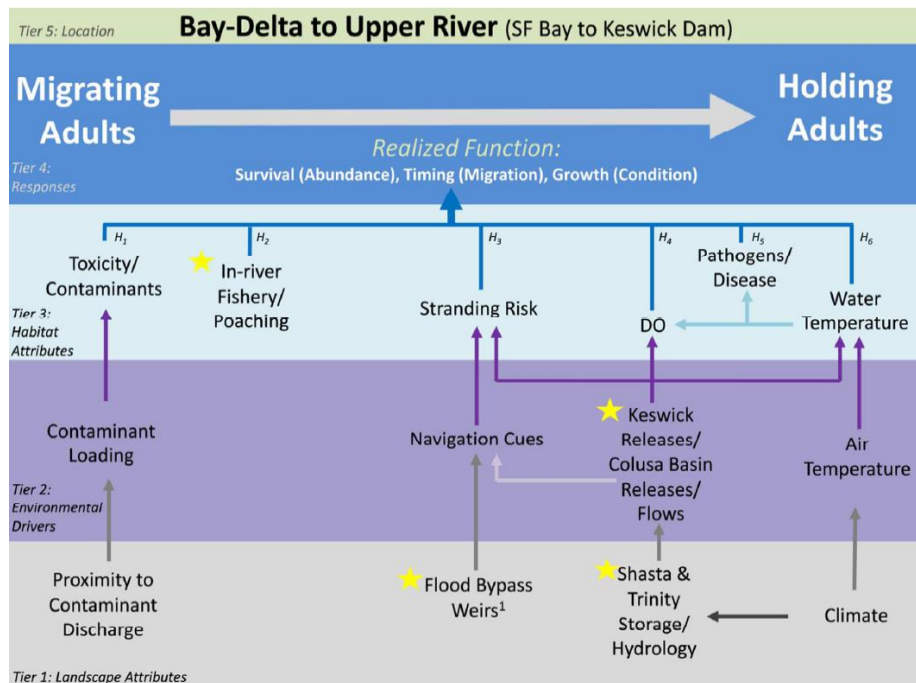 Tier 5: Location
Bay-Delta to Upper River (SF Bay to Keswick Dam)
Migrating
Adults
Holding
Adults
Realized Function:
Survival (Abundance), Timing (Migration), Growth (Condition)
Tier 4:
Responses
H1
H2
H3
H4
H5
H6
Toxicity/
Contaminants
In-river
Fishery/
Poaching
Stranding Risk
DO
Pathogens/
Disease
Water
Temperature
Tier 3:
Habitat
Attributes
Contaminant
Loading
Navigation Cues
Keswick
Releases/
Colusa Basin
Releases/
Flows
Air
Temperature
Tier 2:
Environmental
Drivers
Proximity to
Contaminant
Discharge
Flood Bypass
Weirs1
Shasta &
Trinity
Storage/
Hydrology
Climate
Tier 1: Landscape Attributes